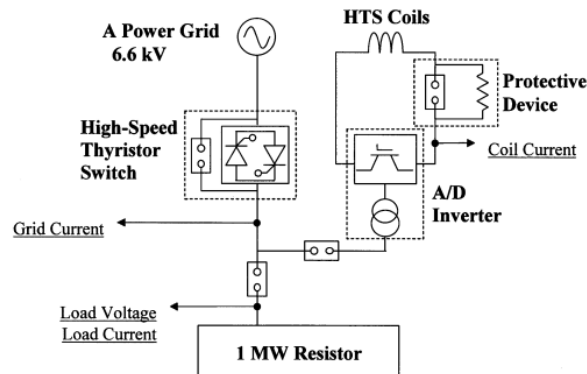 A Power Grid
6.6 kV
HTS Coils
Protective
Device
High-Speed
Thyristor
Switch
Coil Current
A/D
Inverter
Grid Current
Load Voltage
Load Current
1 MW Resistor